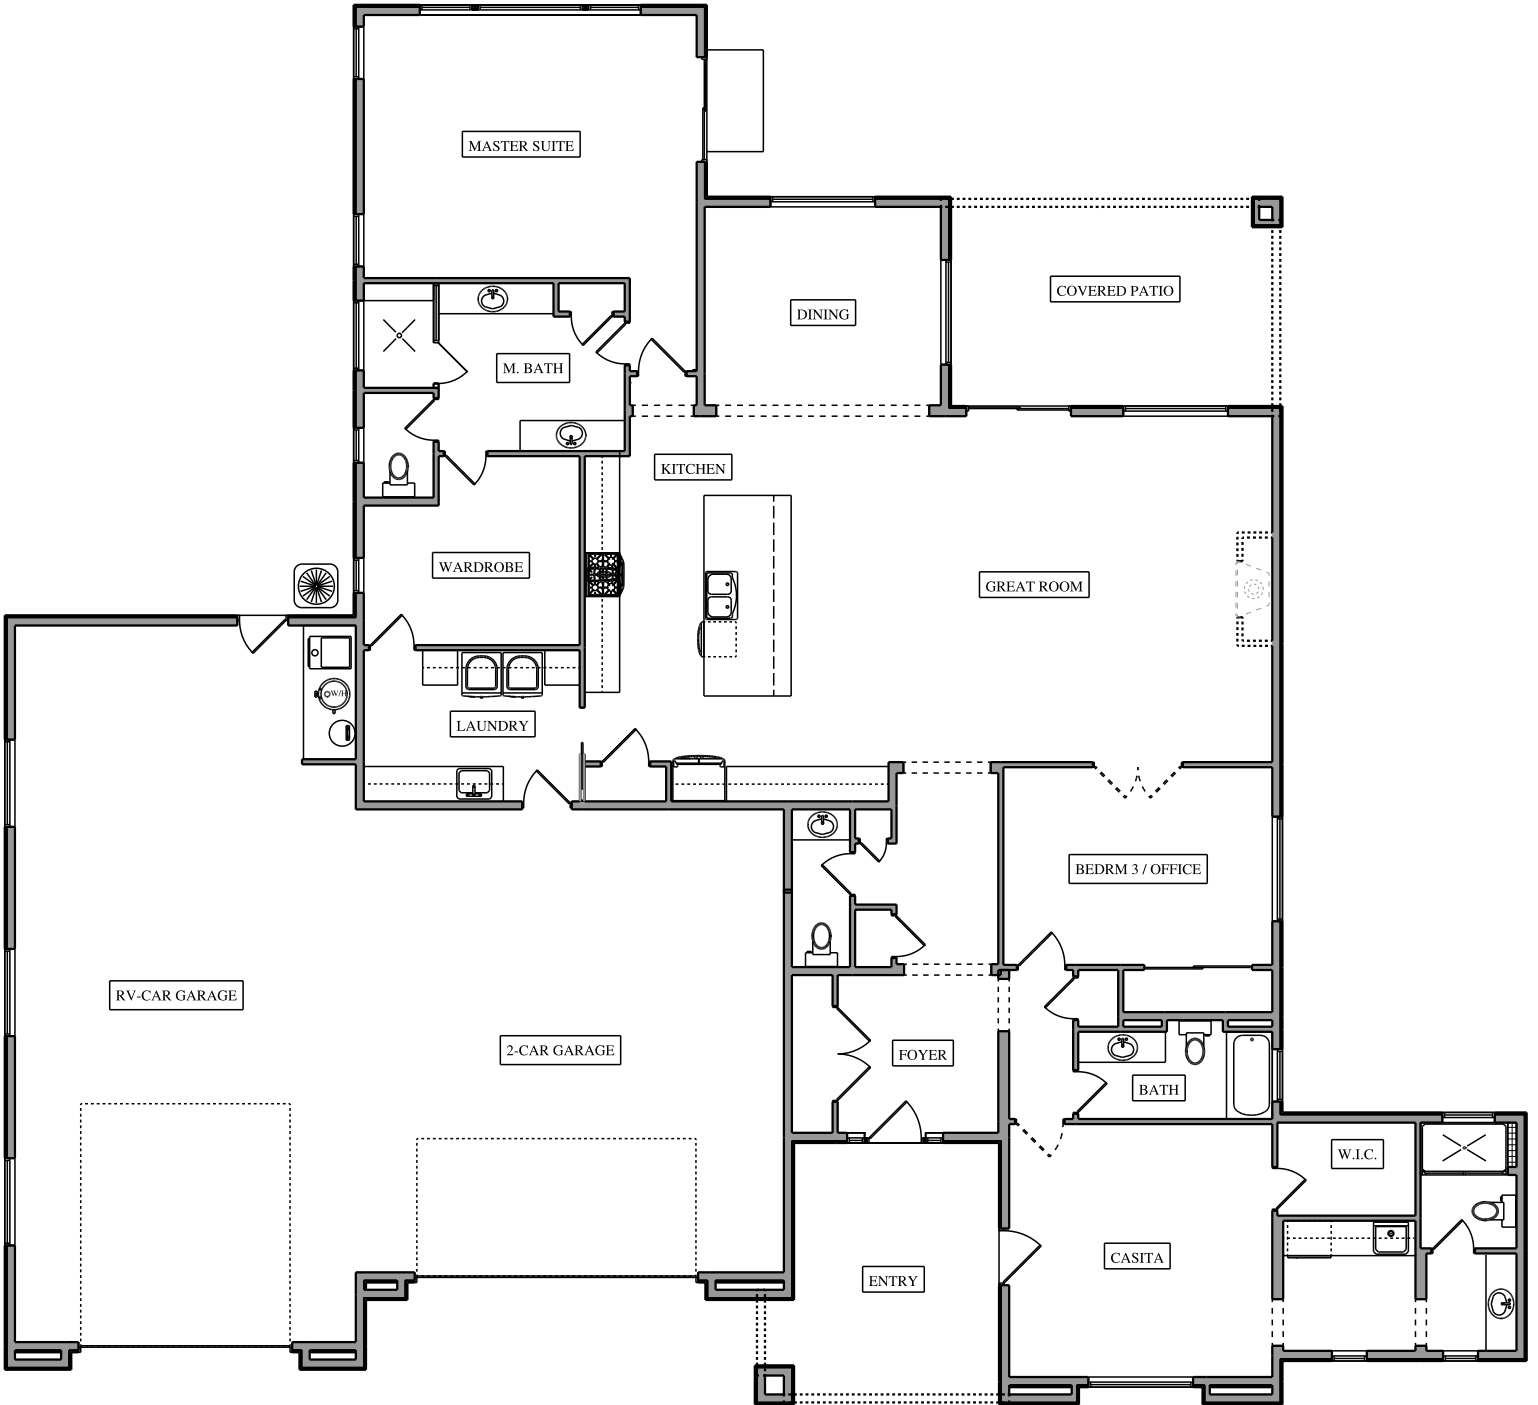 MASTER SUITE
COVERED PATIO
DINING
M. BATH
KITCHEN
WARDROBE
GREAT ROOM
W/H
LAUNDRY
BEDRM 3 / OFFICE
RV-CAR GARAGE
2-CAR GARAGE
FOYER
BATH
W.I.C.
CASITA
ENTRY